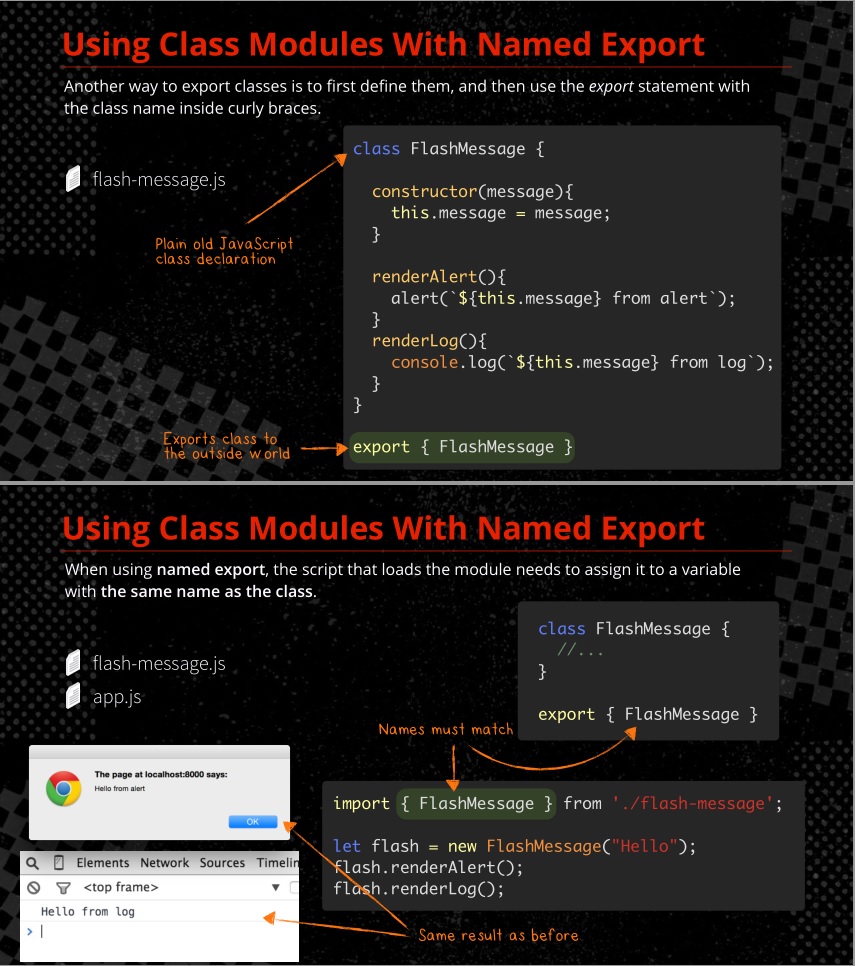 Using Class Modules With Named Export
Another way to export classes is to first define them, and then use the export statement with
the class name inside curly braces.
flash-message.js
Plain old JavaScript
class declaration
class FlashMessage {
constructor(message){
this.message = message;
}
renderAlert(){
alert(`${this.message} from alert`);
}
renderLog(){
console.log(`${this.message} from log`);
}
}
Exports class to
the outside world
export { FlashMessage }
Using Class Modules With Named Export
When using named export, the script that loads the module needs to assign it to a variable
with the same name as the class.
flash-message.js
app.js
class FlashMessage {
//...
}
export { FlashMessage }
Names must match
The page at localhost:8000 says:
Hello from alert
OK
import { FlashMessage } from './flash-message';
let flash = new FlashMessage("Hello");
flash.renderAlert();
flash.renderLog();
Elements Network Sources Timelin
<top frame> ▼
Hello from log
>
Same result as before